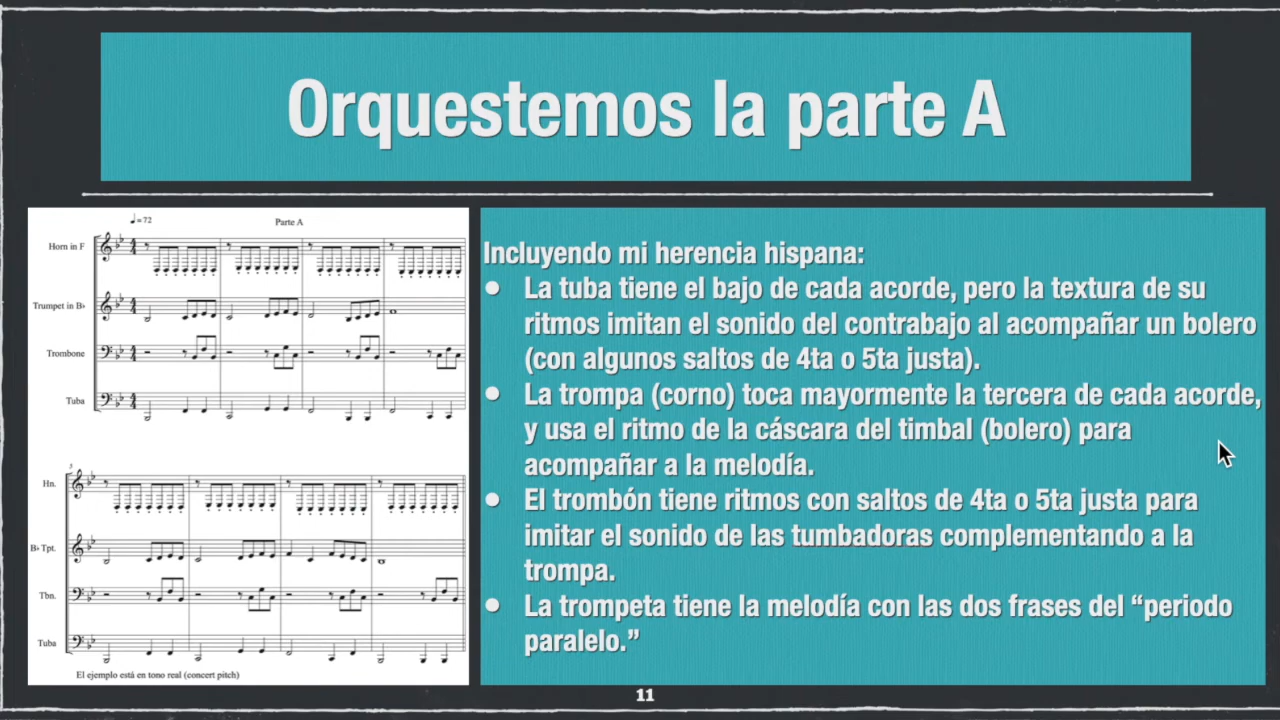 Orquestemos la parte A
♩=72
Parte A
Horn in F
Trumpet in B♭
Trombone
Tuba
5
Hn.
B♭ Tpt.
Tbn.
Tuba
El ejemplo está en tono real (concert pitch)
Incluyendo mi herencia hispana:
● La tuba tiene el bajo de cada acorde, pero la textura de su
ritmos imitan el sonido del contrabajo al acompañar un bolero
(con algunos saltos de 4ta o 5ta justa).
● La trompa (corno) toca mayormente la tercera de cada acorde,
y usa el ritmo de la cáscara del timbal (bolero) para
acompañar a la melodía.
● El trombón tiene ritmos con saltos de 4ta o 5ta justa para
imitar el sonido de las tumbadoras complementando a la
trompa.
● La trompeta tiene la melodía con las dos frases del “periodo
paralelo.”
11